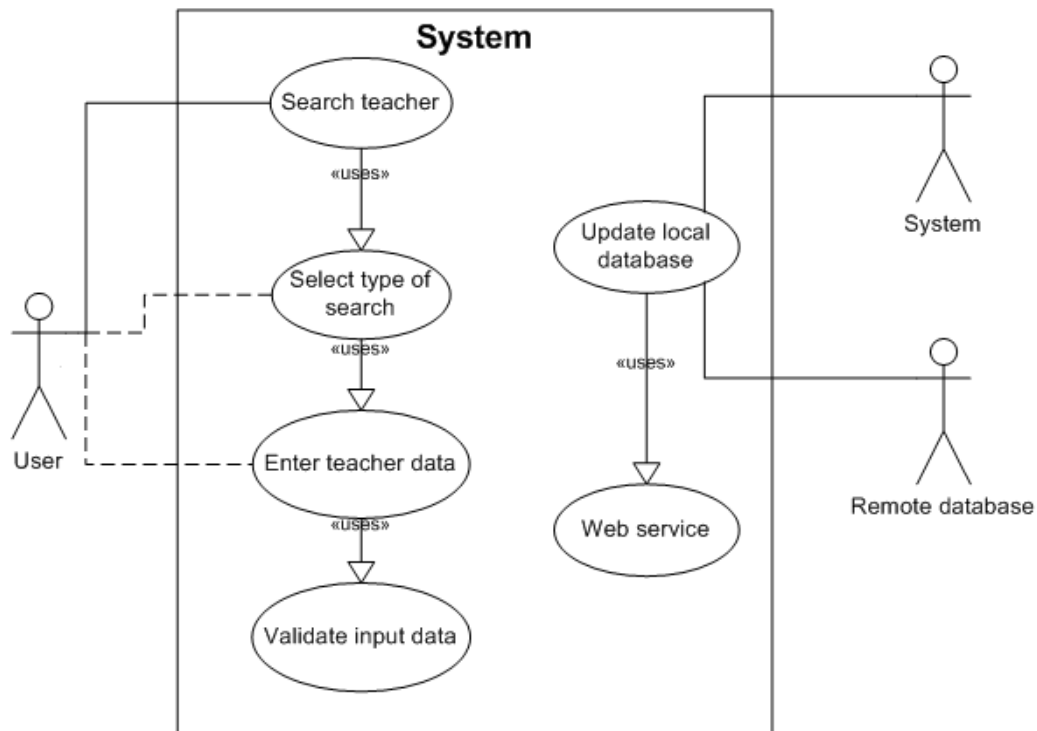 System
Search teacher
«uses»
Select type of
search
«uses»
Enter teacher data
«uses»
Validate input data
User
Update local
database
«uses»
Web service
System
Remote database